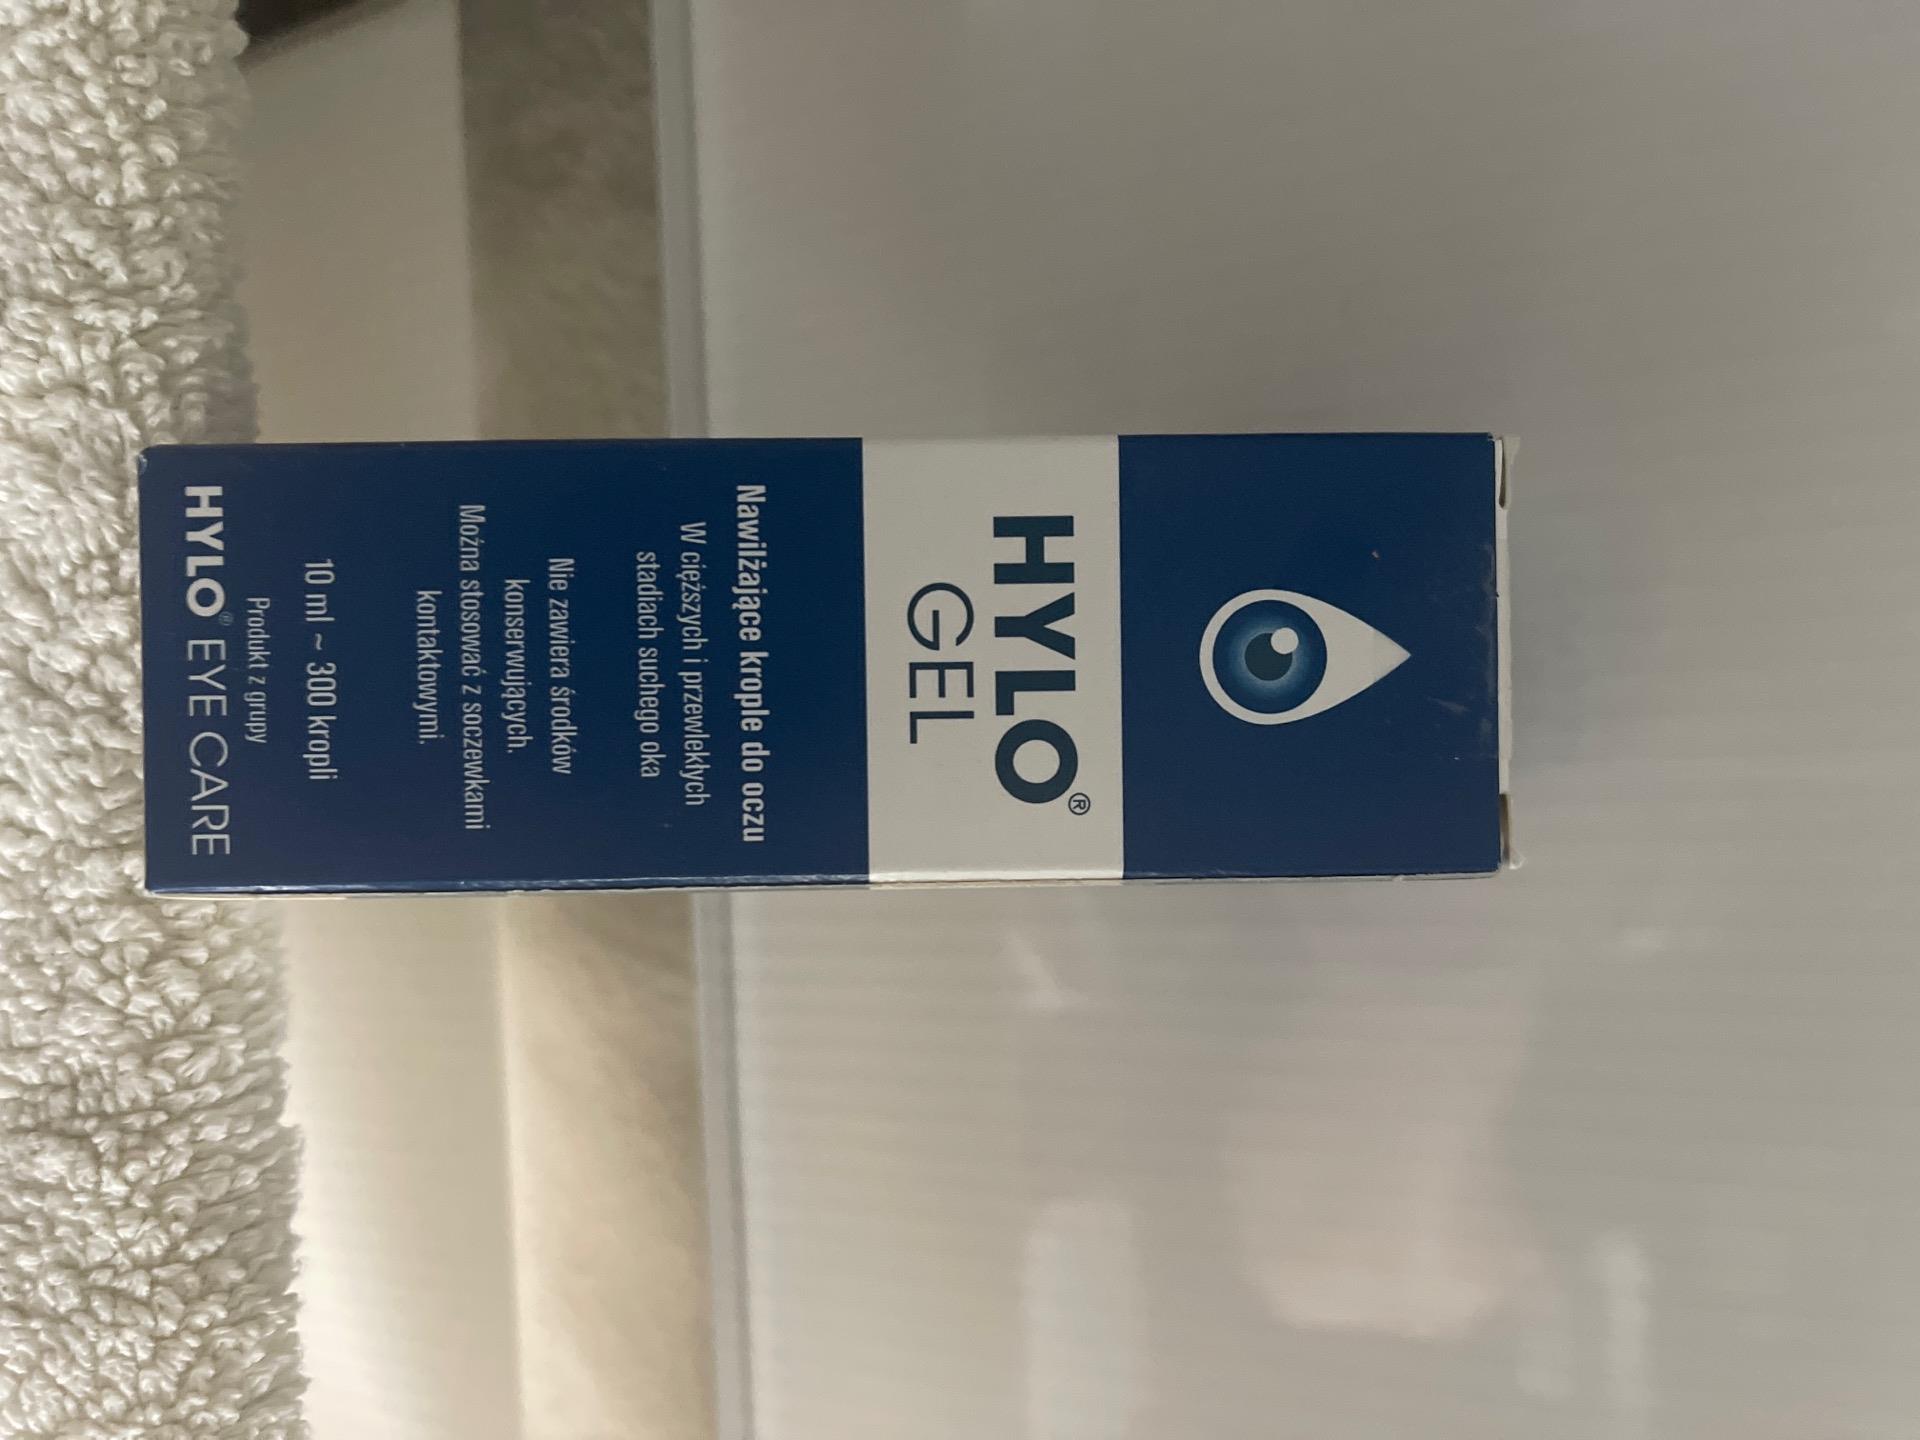 HYLO®
GEL
Nawilżające krople do oczu
W cięższych i przewlekłych
stadiach suchego oka
Nie zawiera środków
konserwujących.
Można stosować z soczewkami
kontaktowymi.
10 ml ~ 300 kropli
Produkt z grupy
HYLO® EYE CARE